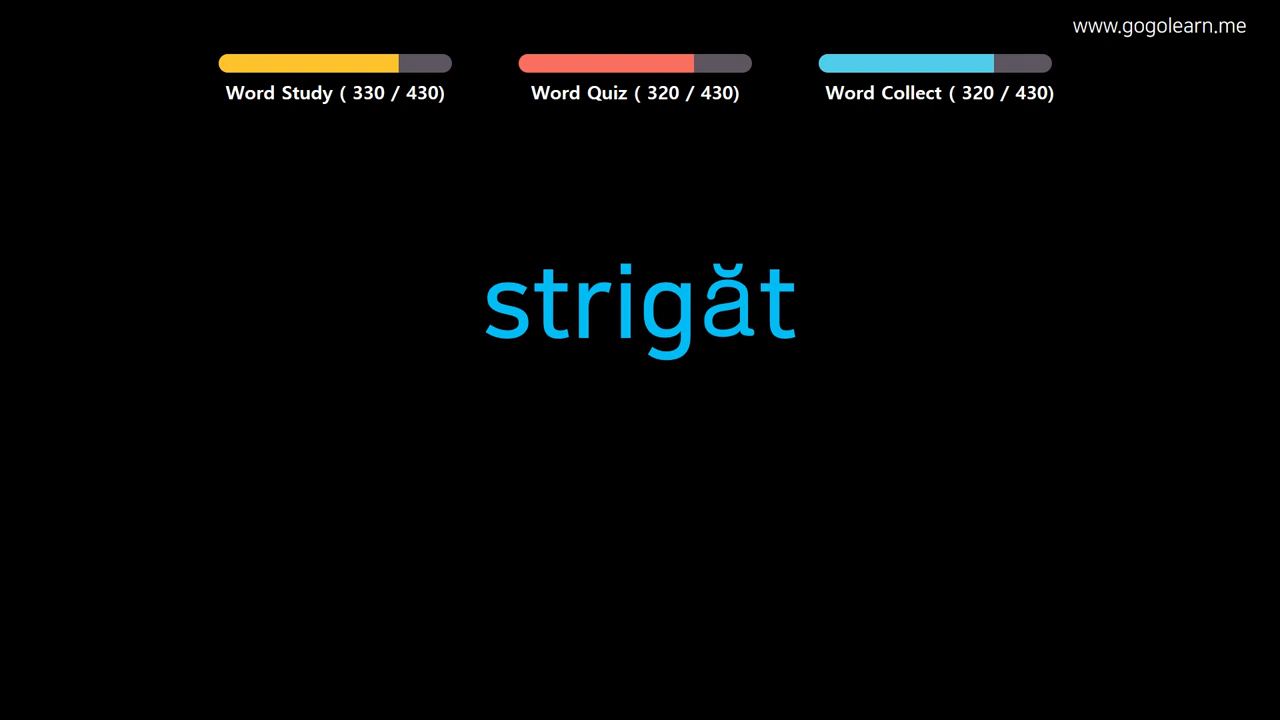 www.gogolearn.me
Word Study ( 330 / 430)
Word Quiz ( 320 / 430)
Word Collect ( 320 / 430)
strigăt